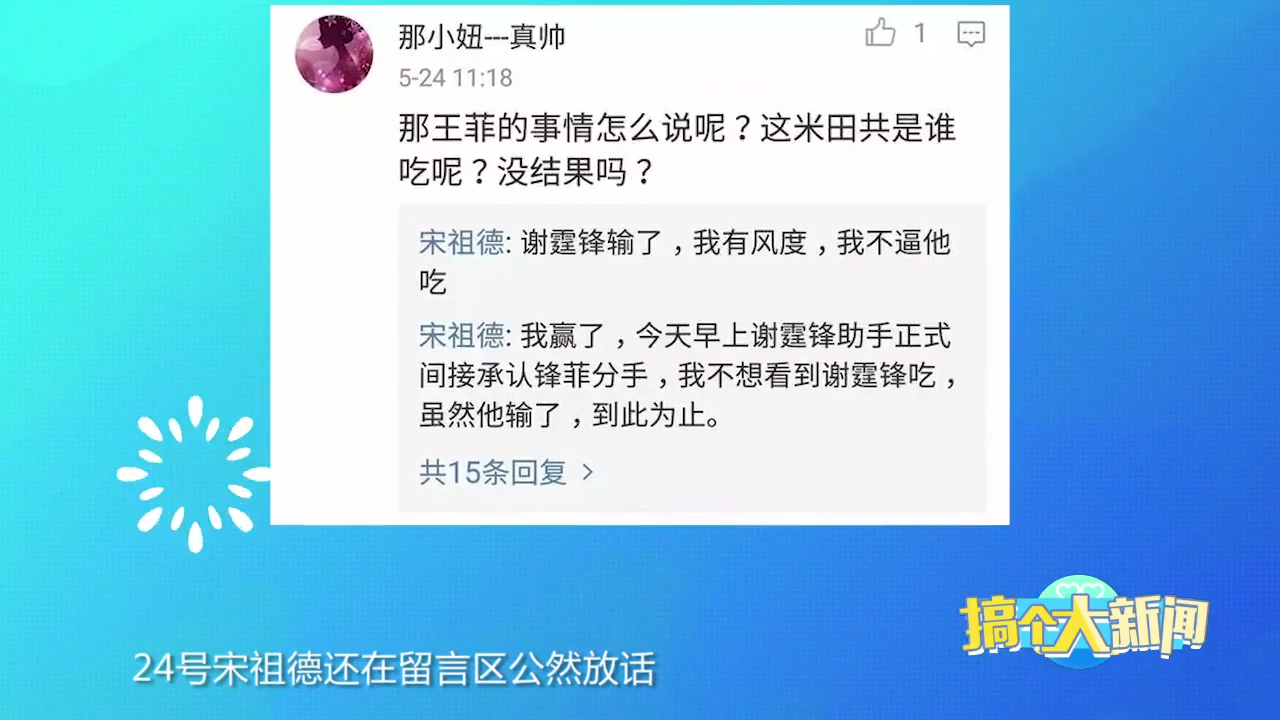 那小妞---真帅
1
5-24 11:18
那王菲的事情怎么说呢？这米田共是谁
吃呢？没结果吗？
宋祖德: 谢霆锋输了，我有风度，我不逼他
吃
宋祖德: 我赢了，今天早上谢霆锋助手正式
间接承认锋菲分手，我不想看到谢霆锋吃，
虽然他输了，到此为止。
共15条回复 >
搞个大新闻
24号宋祖德还在留言区公然放话